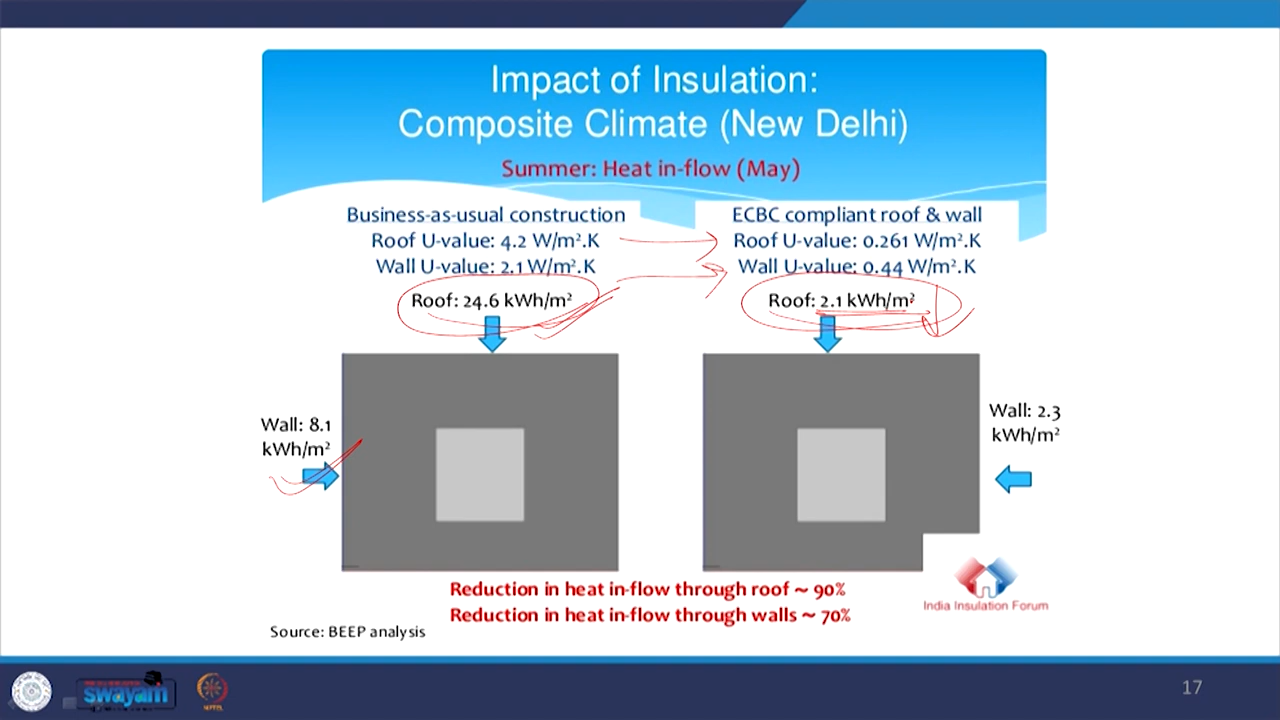 Impact of Insulation:
Composite Climate (New Delhi)
Summer: Heat in-flow (May)
Business-as-usual construction
Roof U-value: 4.2 W/m².K
Wall U-value: 2.1 W/m².K
Roof: 24.6 kWh/m²
ECBC compliant roof & wall
Roof U-value: 0.261 W/m².K
Wall U-value: 0.44 W/m².K
Roof: 2.1 kWh/m²
Wall: 8.1
kWh/m²
Wall: 2.3
kWh/m²
Reduction in heat in-flow through roof ~ 90%
Reduction in heat in-flow through walls ~ 70%
India Insulation Forum
Source: BEEP analysis
swayam
17